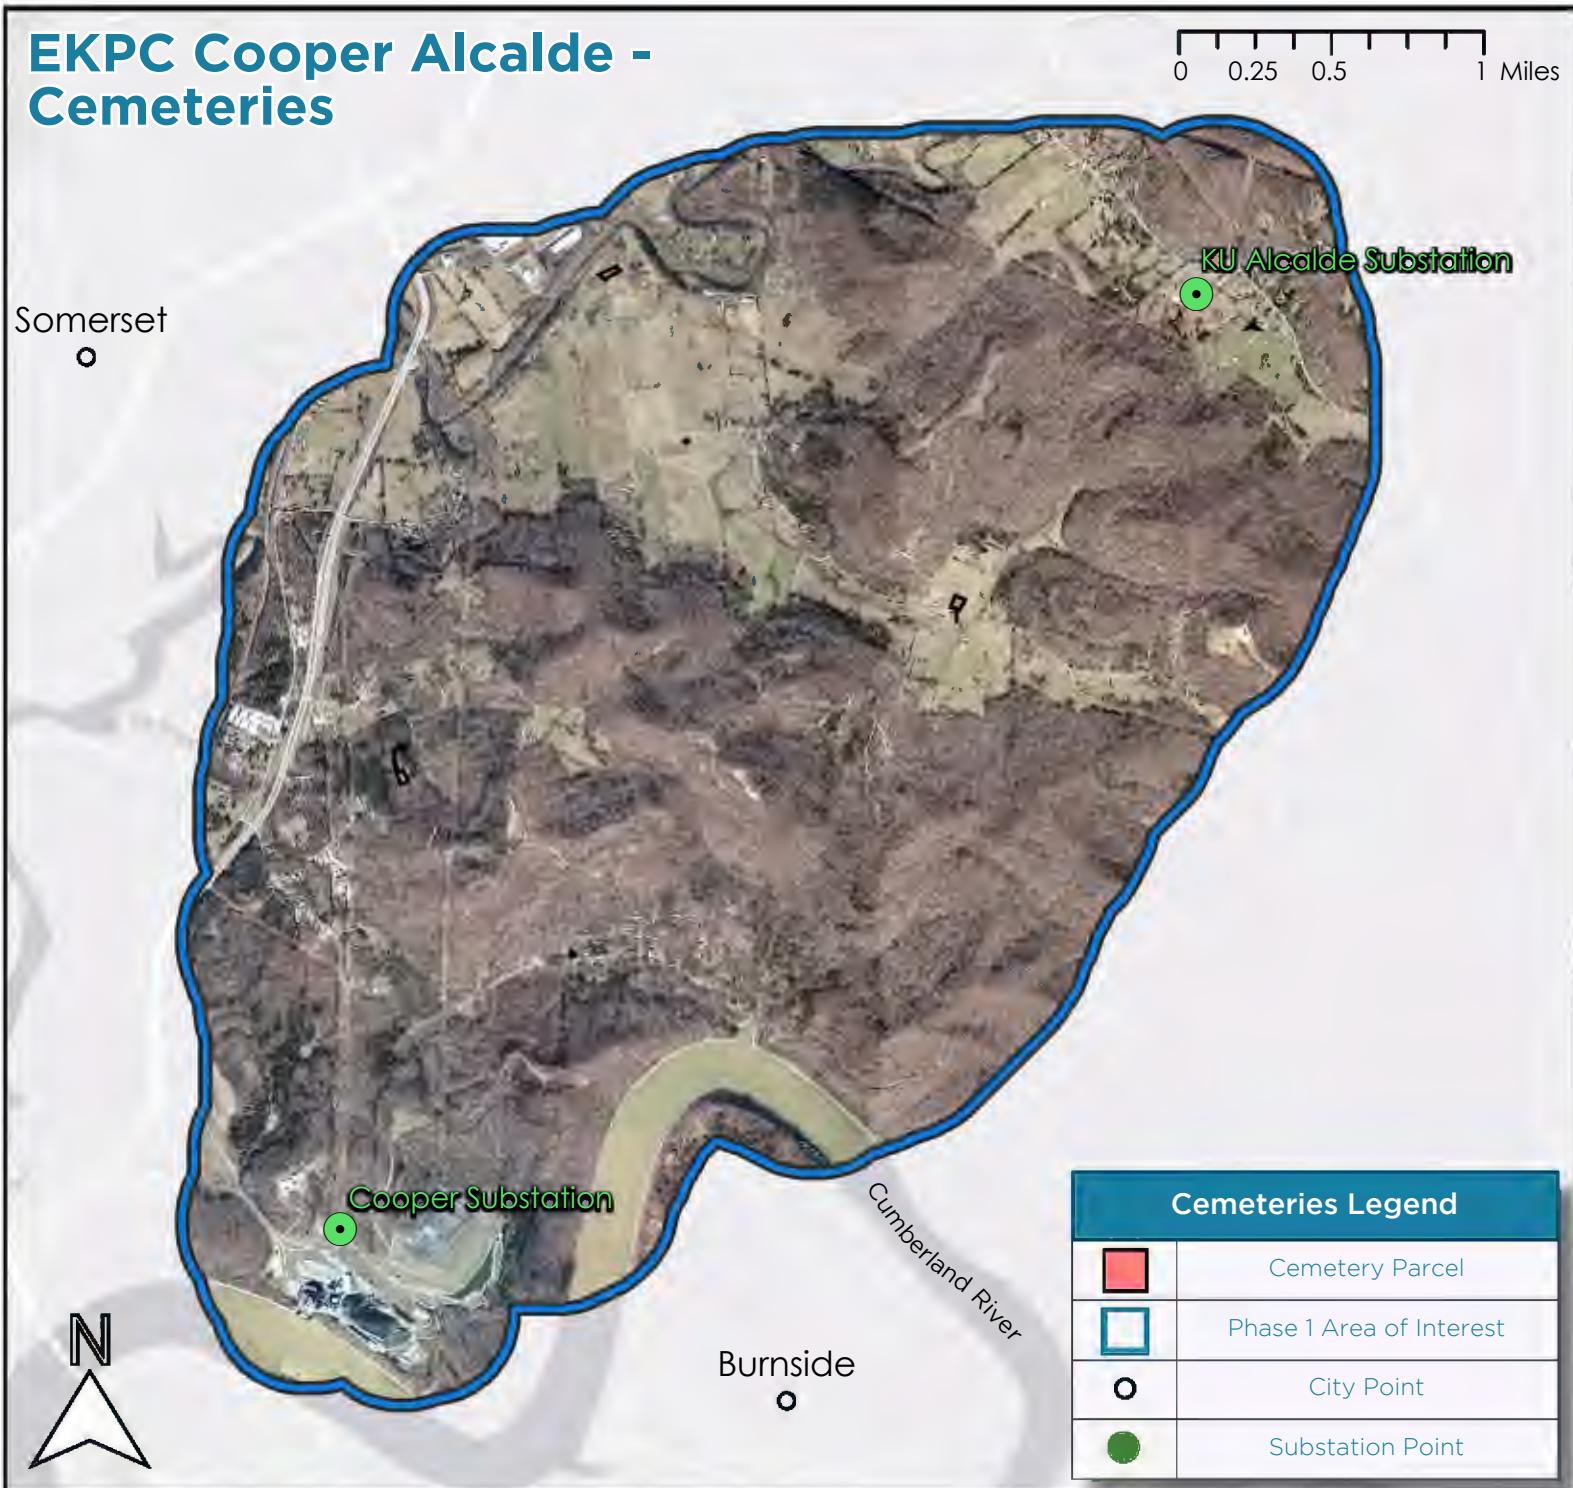 EKPC Cooper Alcalde -
Cemeteries
0 0.25 0.5 1 Miles
KU Alcalde Substation
Somerset
Cooper Substation
Cumberland River
Burnside
N
Cemeteries Legend
Cemetery Parcel
Phase 1 Area of Interest
City Point
Substation Point